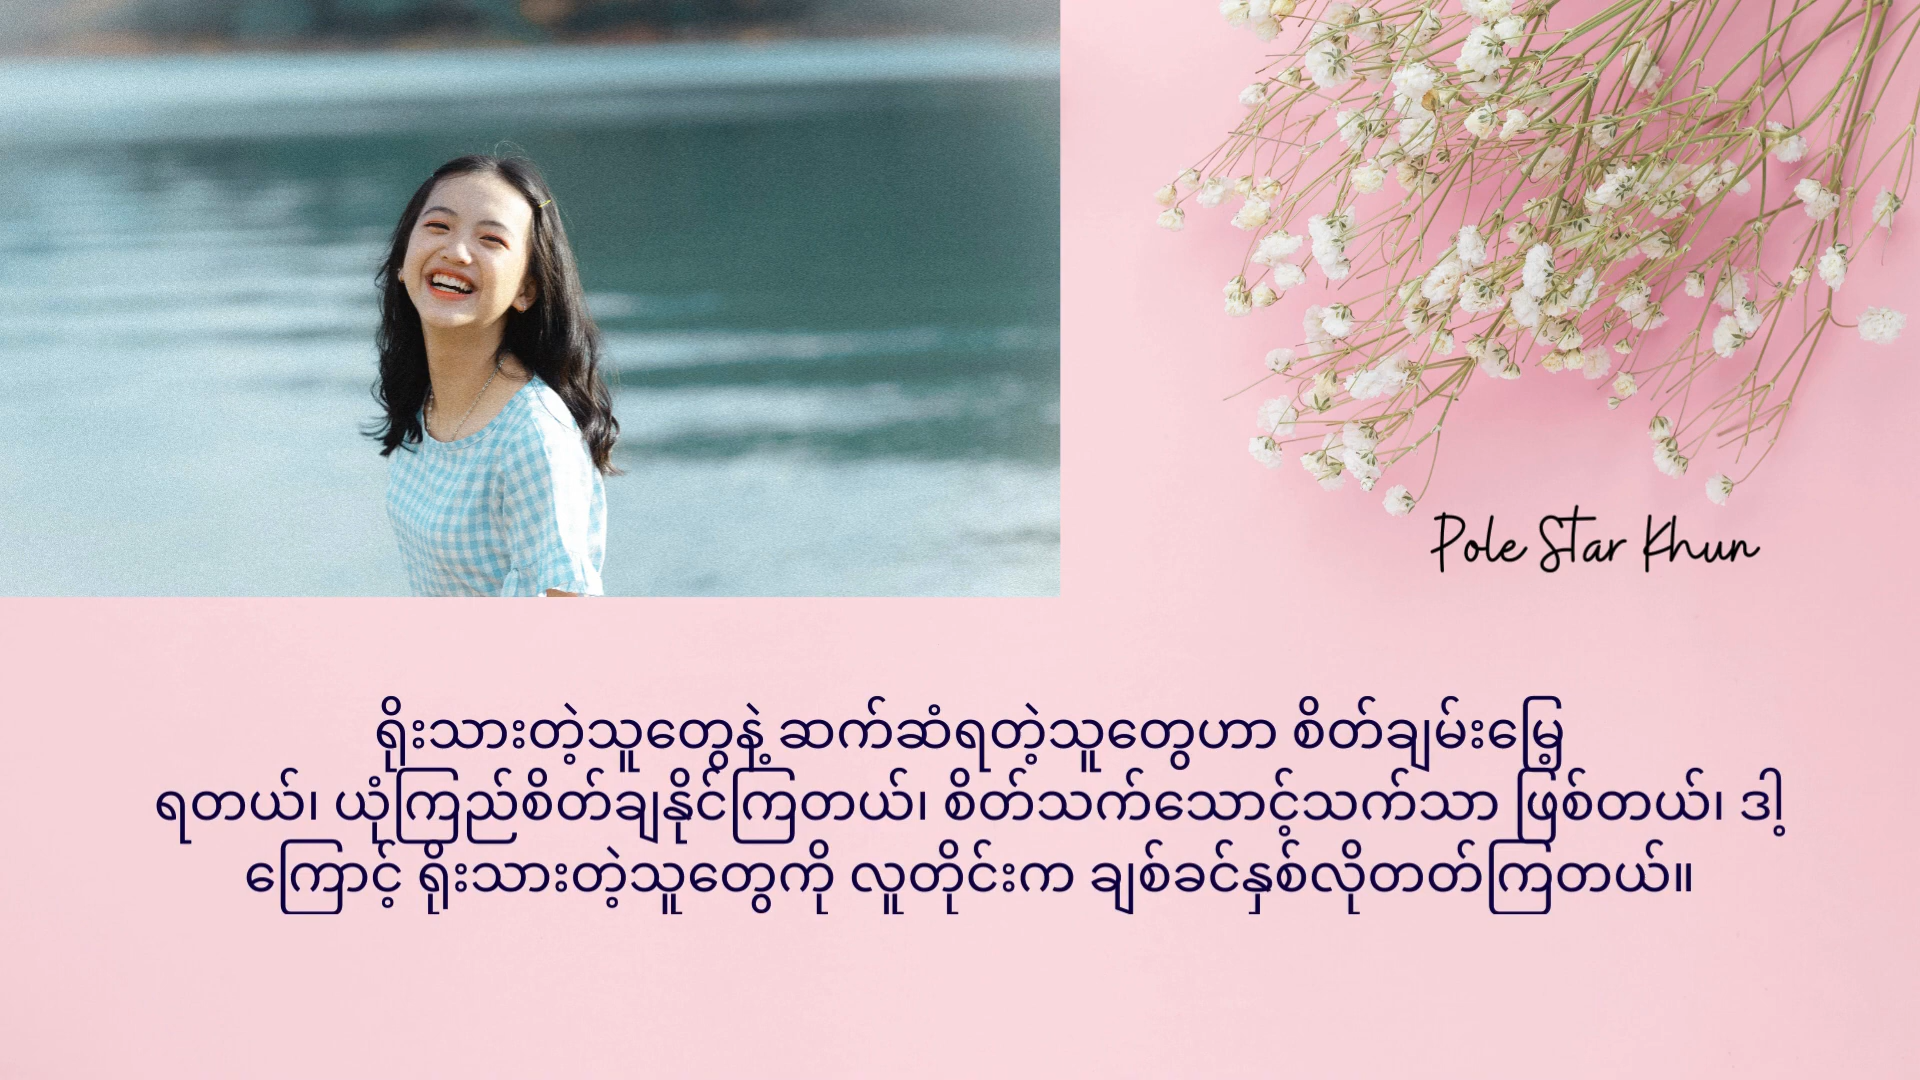 Pole Star Khun
ရိုးသားတဲ့သူတွေနဲ့ ဆက်ဆံရတဲ့သူတွေဟာ စိတ်ချမ်းမြေ့
ရတယ်၊ ယုံကြည်စိတ်ချနိုင်ကြတယ်၊ စိတ်သက်သောင့်သက်သာ ဖြစ်တယ်၊ ဒါ့
ကြောင့် ရိုးသားတဲ့သူတွေကို လူတိုင်းက ချစ်ခင်နှစ်လိုတတ်ကြတယ်။